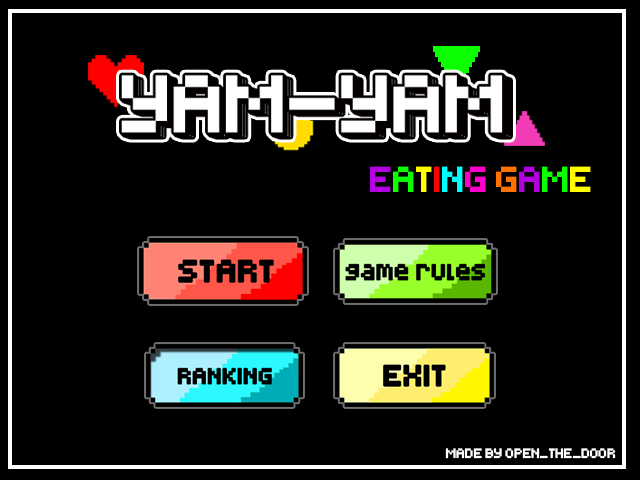 YAM-YAM
EATING GAME
START
game rules
RANKING
EXIT
MADE BY OPEN_THE_DOOR